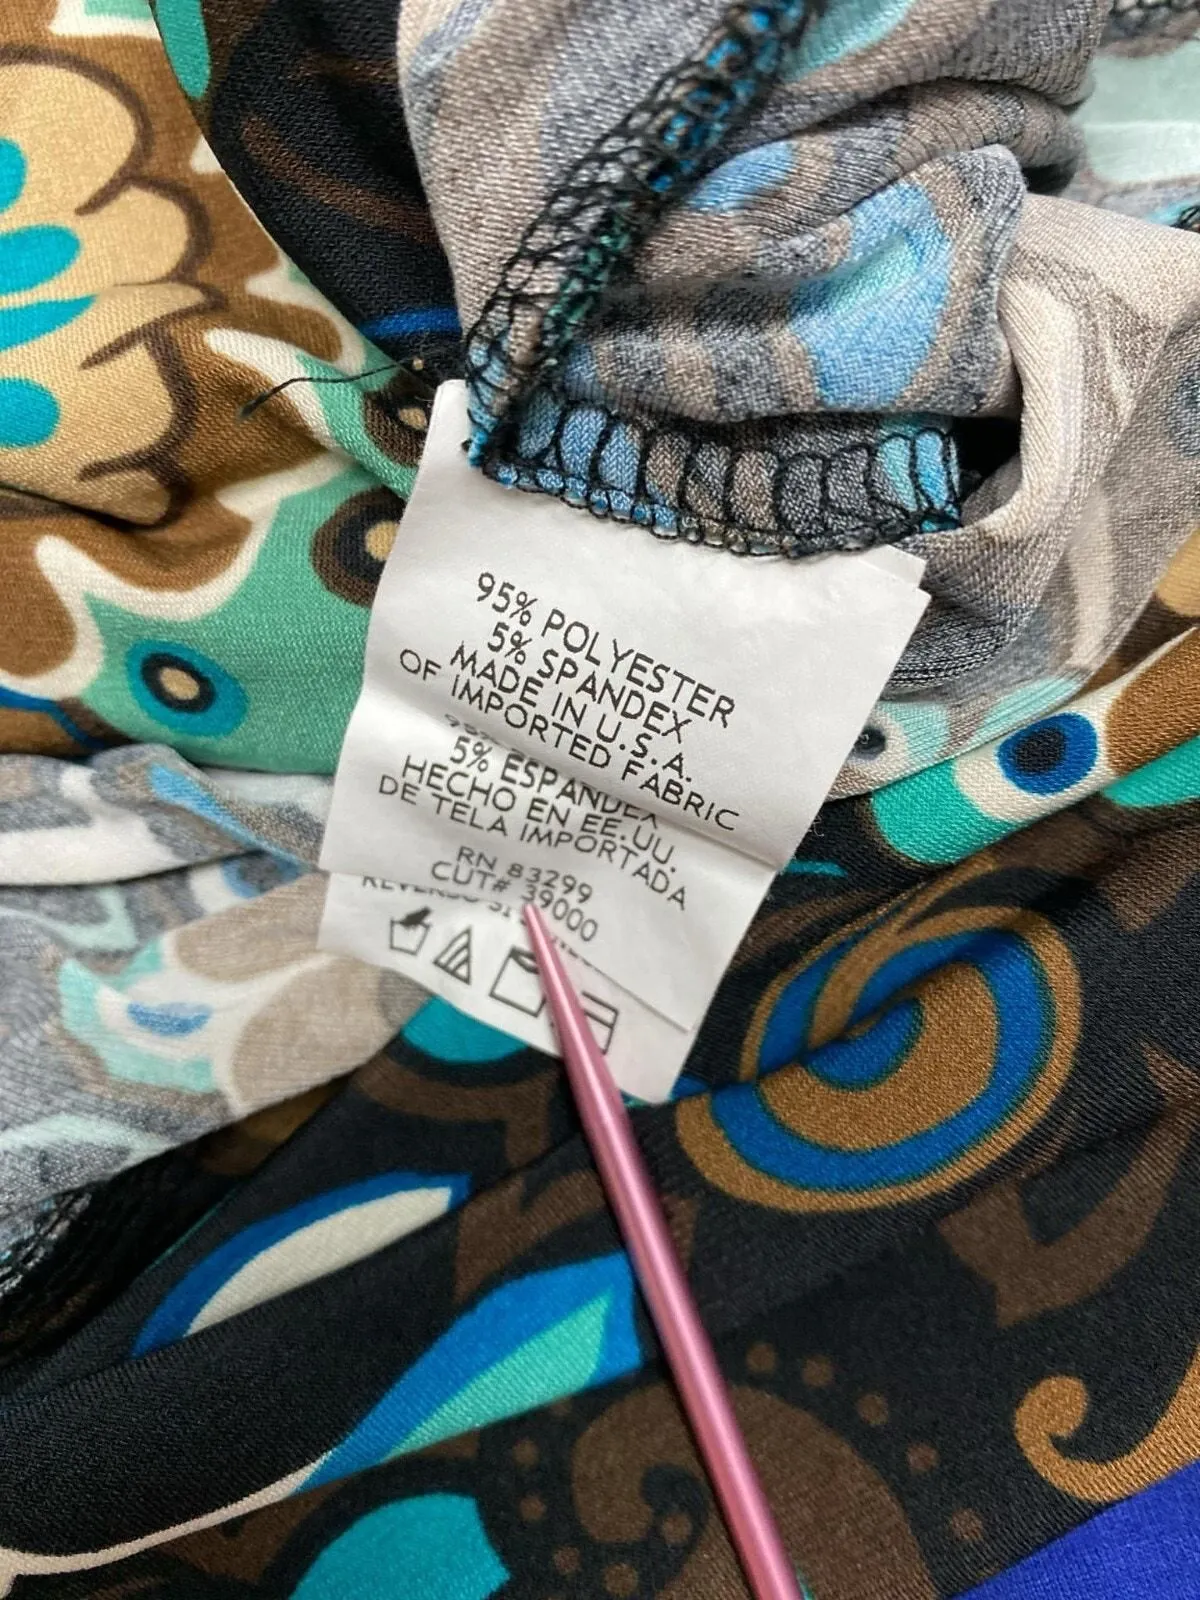 95% POLYESTER
5% SPANDEX
MADE IN U.S.A.
OF IMPORTED FABRIC
5% ESPANDEX
HECHO EN EE.UU.
DE TELA IMPORTADA
RN 83299
CUT# 39000